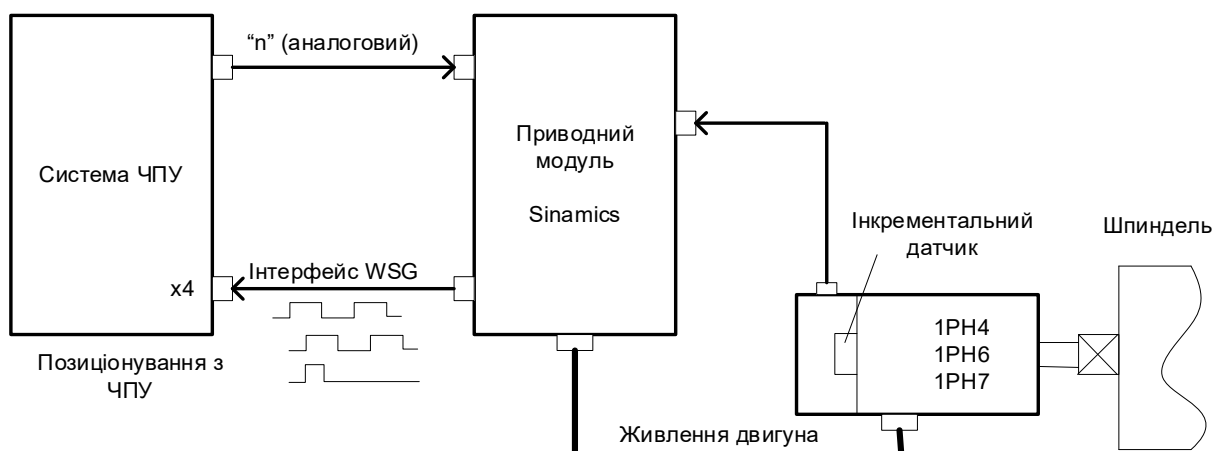 “n” (аналоговий)
Система ЧПУ
Приводний
модуль
Sinamics
Інкрементальний
датчик
Шпиндель
x4
Інтерфейс WSG
Позиціонування з
ЧПУ
1PH4
1PH6
1PH7
Живлення двигуна